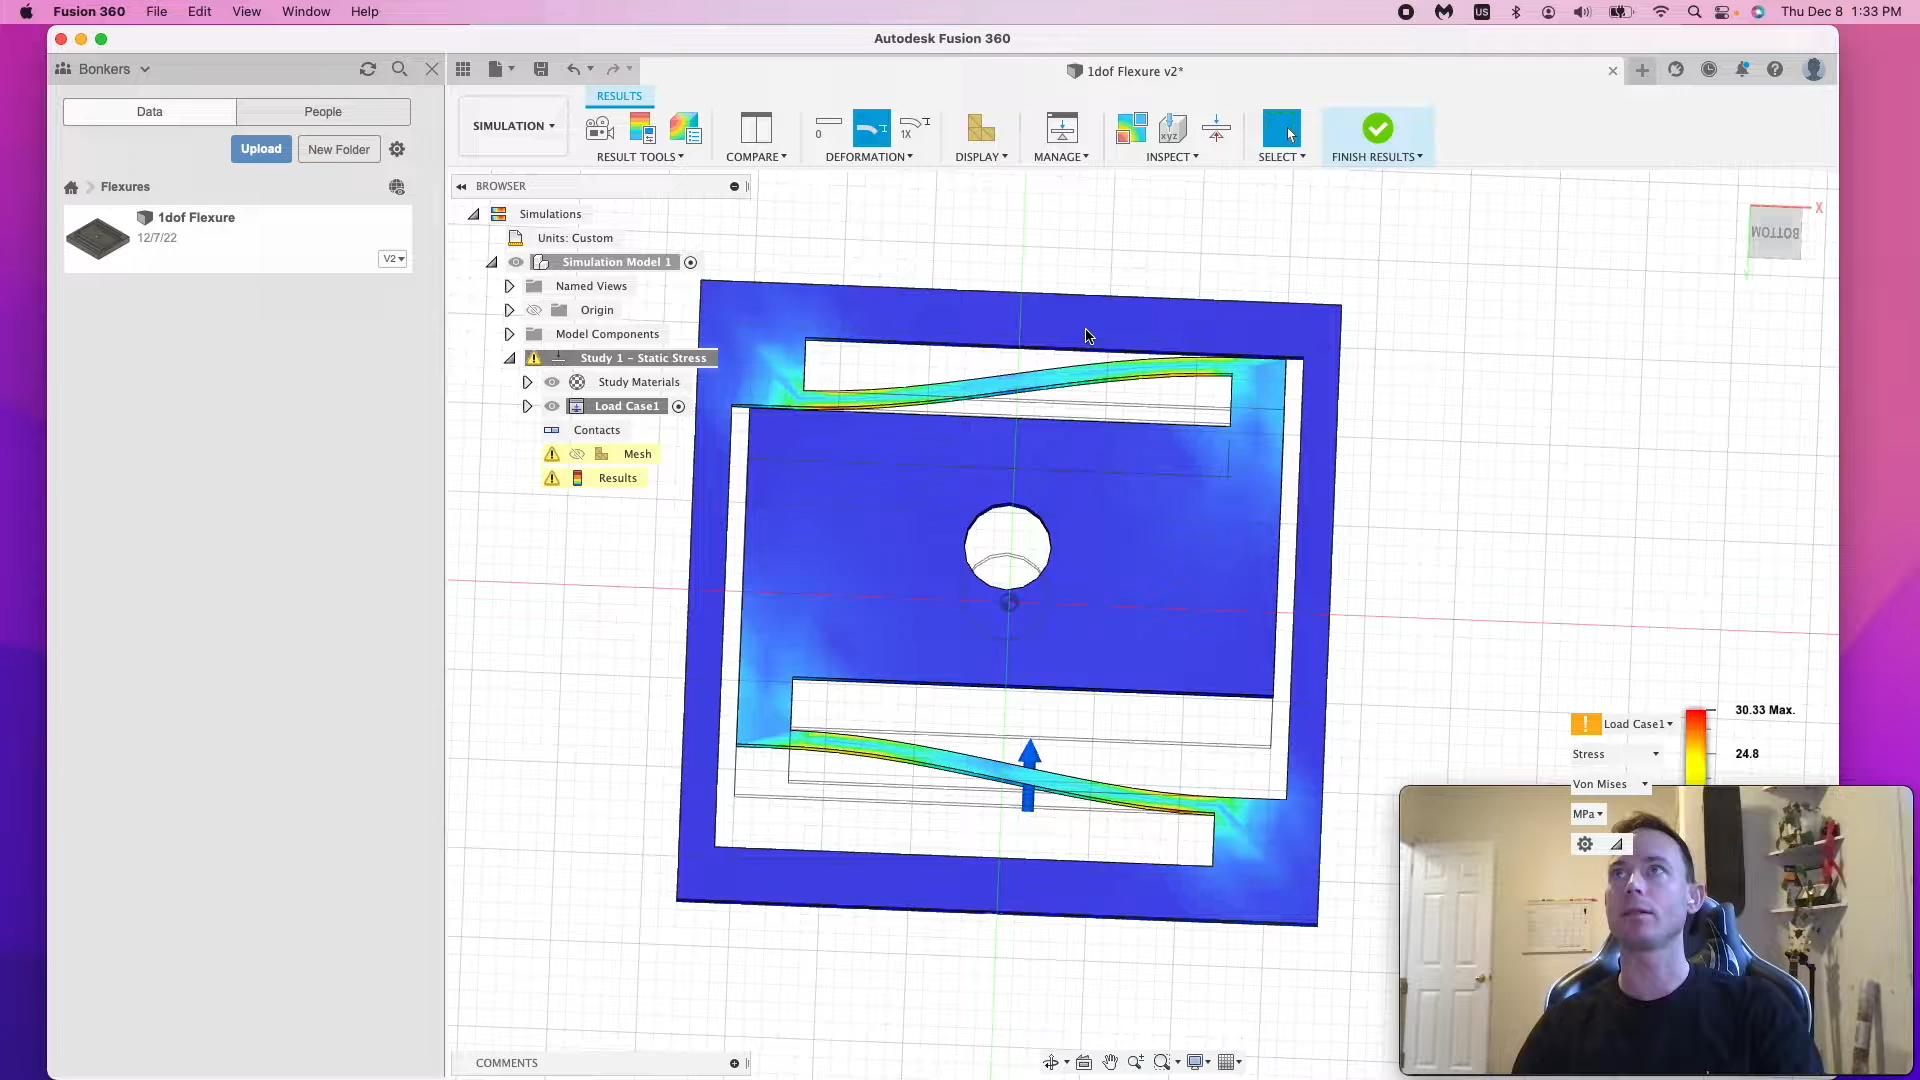 Fusion 360 File Edit View Window Help
US
Thu Dec 8 1:33 PM
Autodesk Fusion 360
Bonkers
1dof Flexure v2*
Data People
Upload New Folder
Flexures
1dof Flexure
12/7/22
V2
SIMULATION
RESULTS
0
1X
xyz
RESULT TOOLS
COMPARE
DEFORMATION
DISPLAY
MANAGE
INSPECT
SELECT
FINISH RESULTS
BROWSER
Simulations
Units: Custom
Simulation Model 1
Named Views
Origin
Model Components
Study 1 - Static Stress
Study Materials
Load Case1
Contacts
Mesh
Results
X
BOTTOM
30.33 Max.
Load Case1
Stress
24.8
Von Mises
MPa
COMMENTS